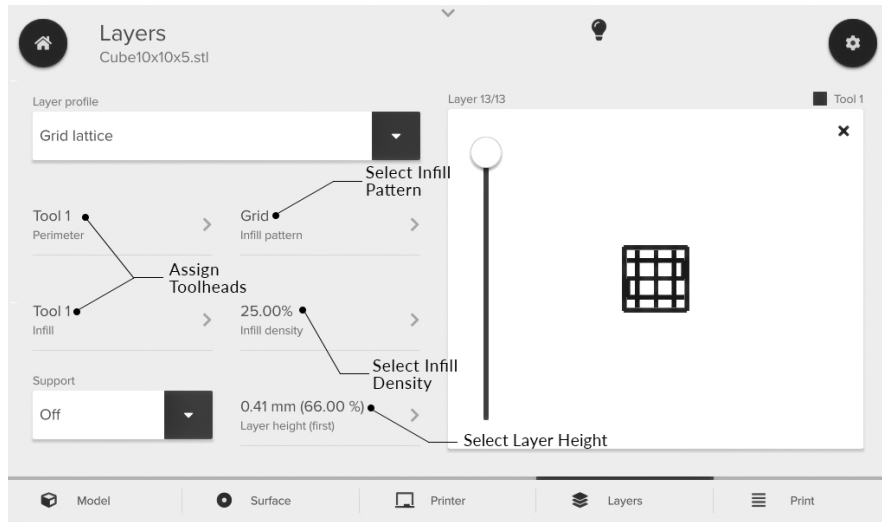 Layers
Cube10x10x5.stl
Layer profile
Grid lattice
Layer 13/13
Tool 1
Select Infill
Pattern
Tool 1
Perimeter
Grid
Infill pattern
Assign
Toolheads
Tool 1
Infill
25.00%
Infill density
Select Infill
Density
Support
Off
0.41 mm (66.00 %)
Layer height (first)
Select Layer Height
Model
Surface
Printer
Layers
Print